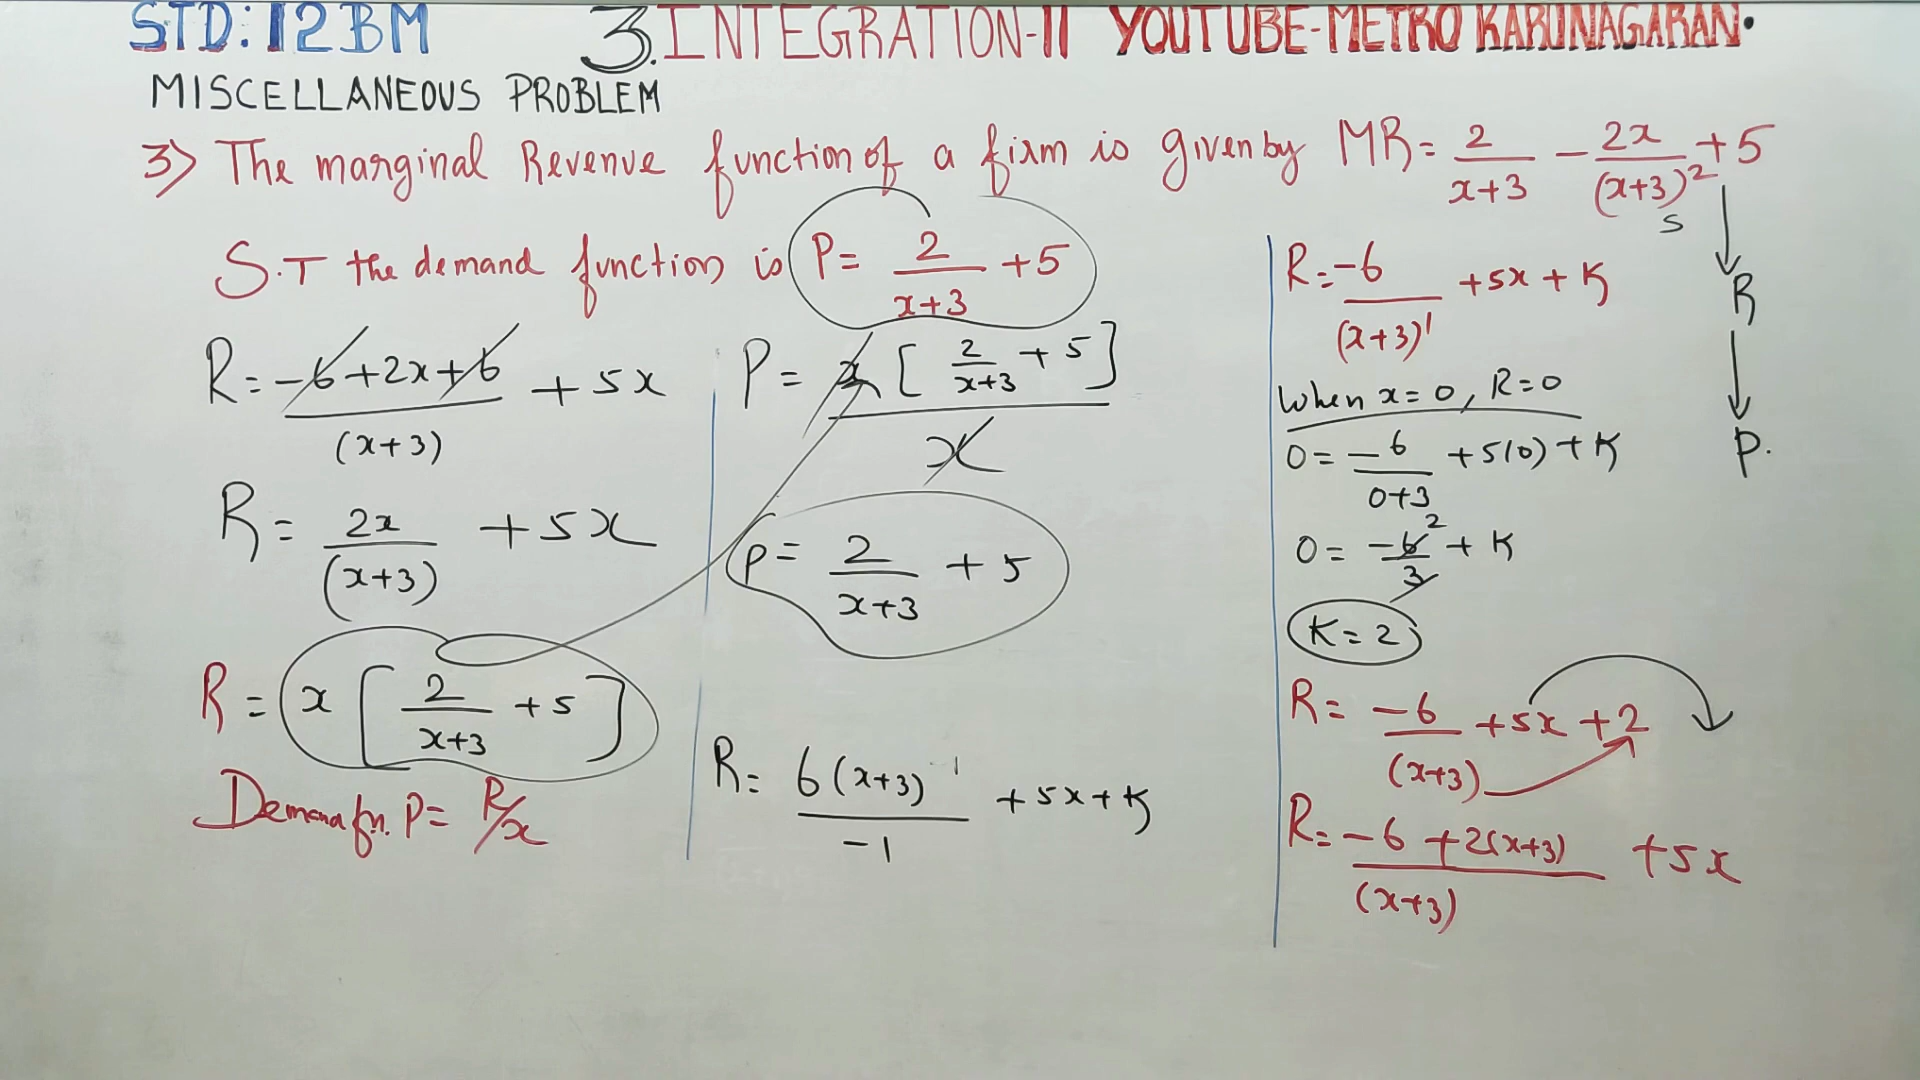 STD: 12 BM 3. INTEGRATION-II YOUTUBE-METRO KARUNAGARAN.
MISCELLANEOUS PROBLEM
3) The marginal Revenue function of a firm is given by MR = 2/(x+3) - 2x/(x+3)² + 5
S.T the demand function is P = 2/(x+3) + 5
R = (-6+2x+6)/(x+3) + 5x
R = 2x/(x+3) + 5x
R = x[2/(x+3) + 5]
Demand fn. P = R/x
P = x[2/(x+3) + 5]/x
P = 2/(x+3) + 5
R = 6(x+3)¹/-1 + 5x + K
S
R = -6/(x+3)¹ + 5x + K
When x = 0, R = 0
0 = -6/(0+3) + 5(0) + K
0 = -6/3 + K
2
K = 2
R = -6/(x+3) + 5x + 2
R = (-6 + 2(x+3))/(x+3) + 5x
R
P.